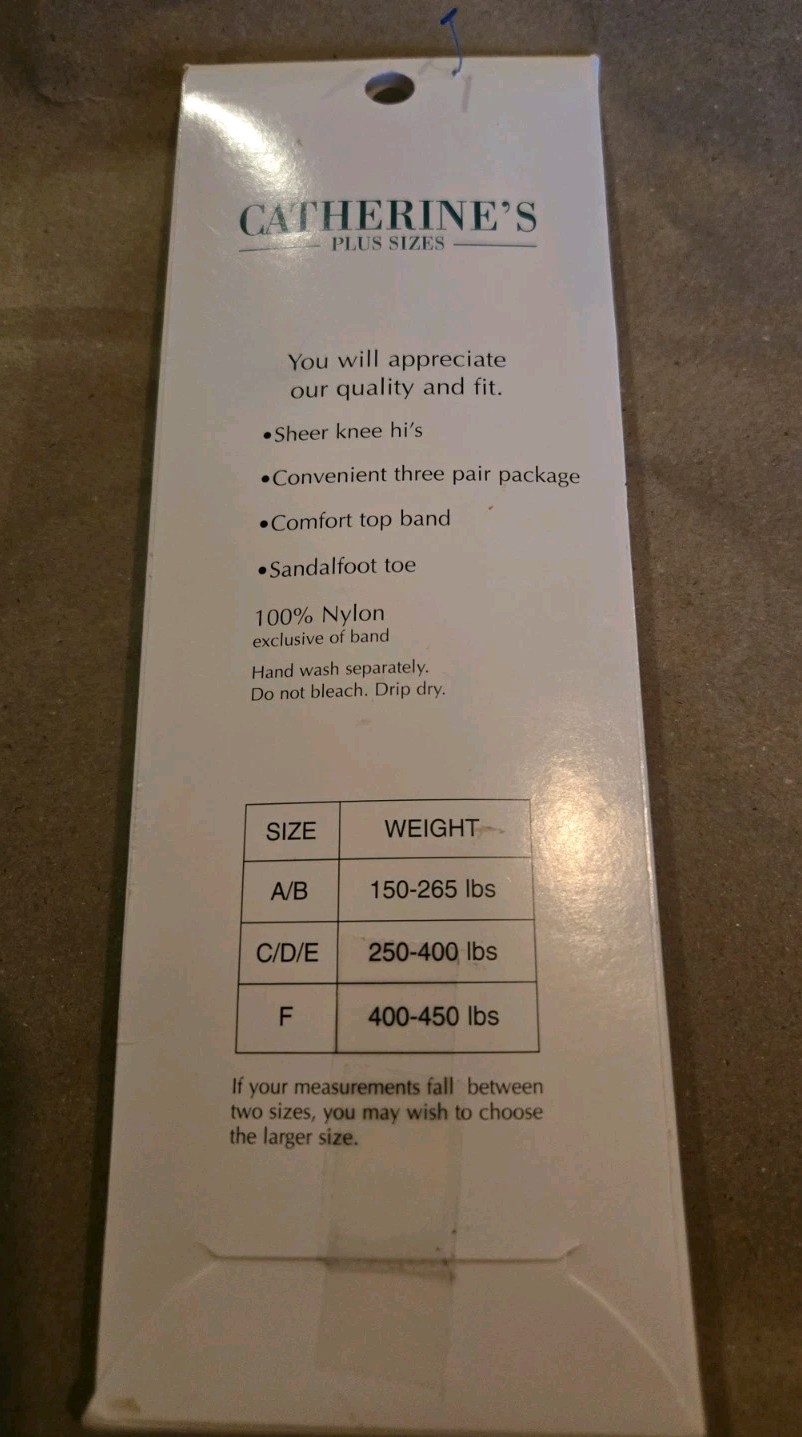 CATHERINE'S
PLUS SIZES
You will appreciate
our quality and fit.
•Sheer knee hi's
•Convenient three pair package
•Comfort top band
•Sandalfoot toe
100% Nylon
exclusive of band
Hand wash separately.
Do not bleach. Drip dry.
SIZE WEIGHT
A/B 150-265 lbs
C/D/E 250-400 lbs
F 400-450 lbs
If your measurements fall between
two sizes, you may wish to choose
the larger size.